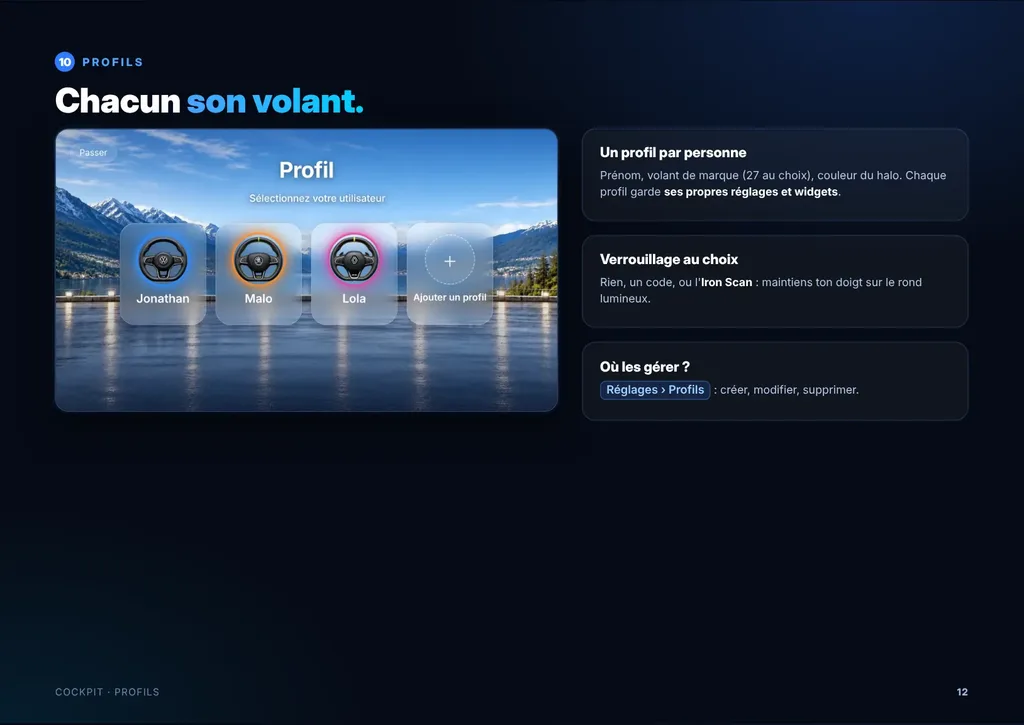 10 PROFILS
Chacun son volant.
Passer
Profil
Sélectionnez votre utilisateur
Jonathan
Malo
Lola
Ajouter un profil
Un profil par personne
Prénom, volant de marque (27 au choix), couleur du halo. Chaque
profil garde ses propres réglages et widgets.
Verrouillage au choix
Rien, un code, ou l'Iron Scan : maintiens ton doigt sur le rond
lumineux.
Où les gérer ?
Réglages › Profils : créer, modifier, supprimer.
COCKPIT · PROFILS
12